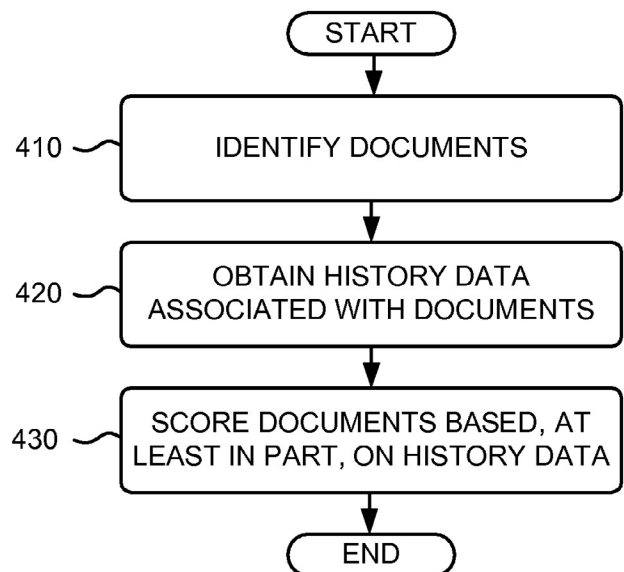 START
410
IDENTIFY DOCUMENTS
420
OBTAIN HISTORY DATA
ASSOCIATED WITH DOCUMENTS
430
SCORE DOCUMENTS BASED, AT
LEAST IN PART, ON HISTORY DATA
END